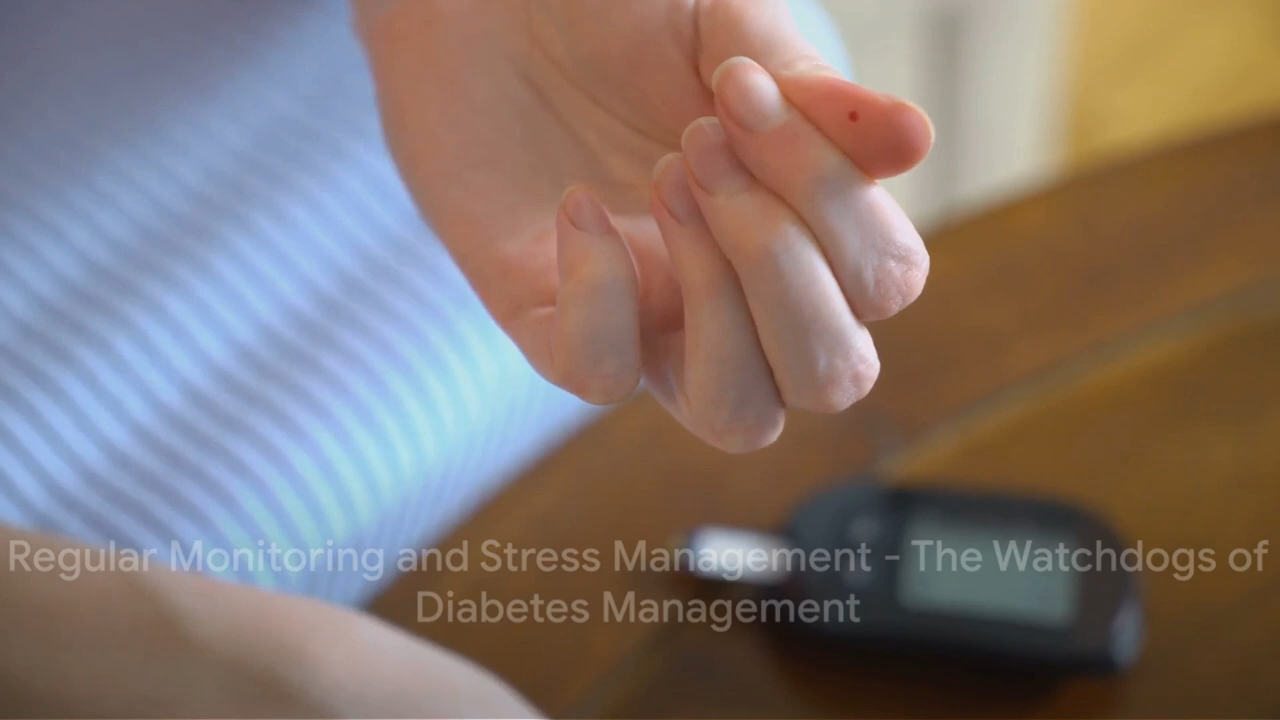 Regular Monitoring and Stress Management - The Watchdogs of
Diabetes Management